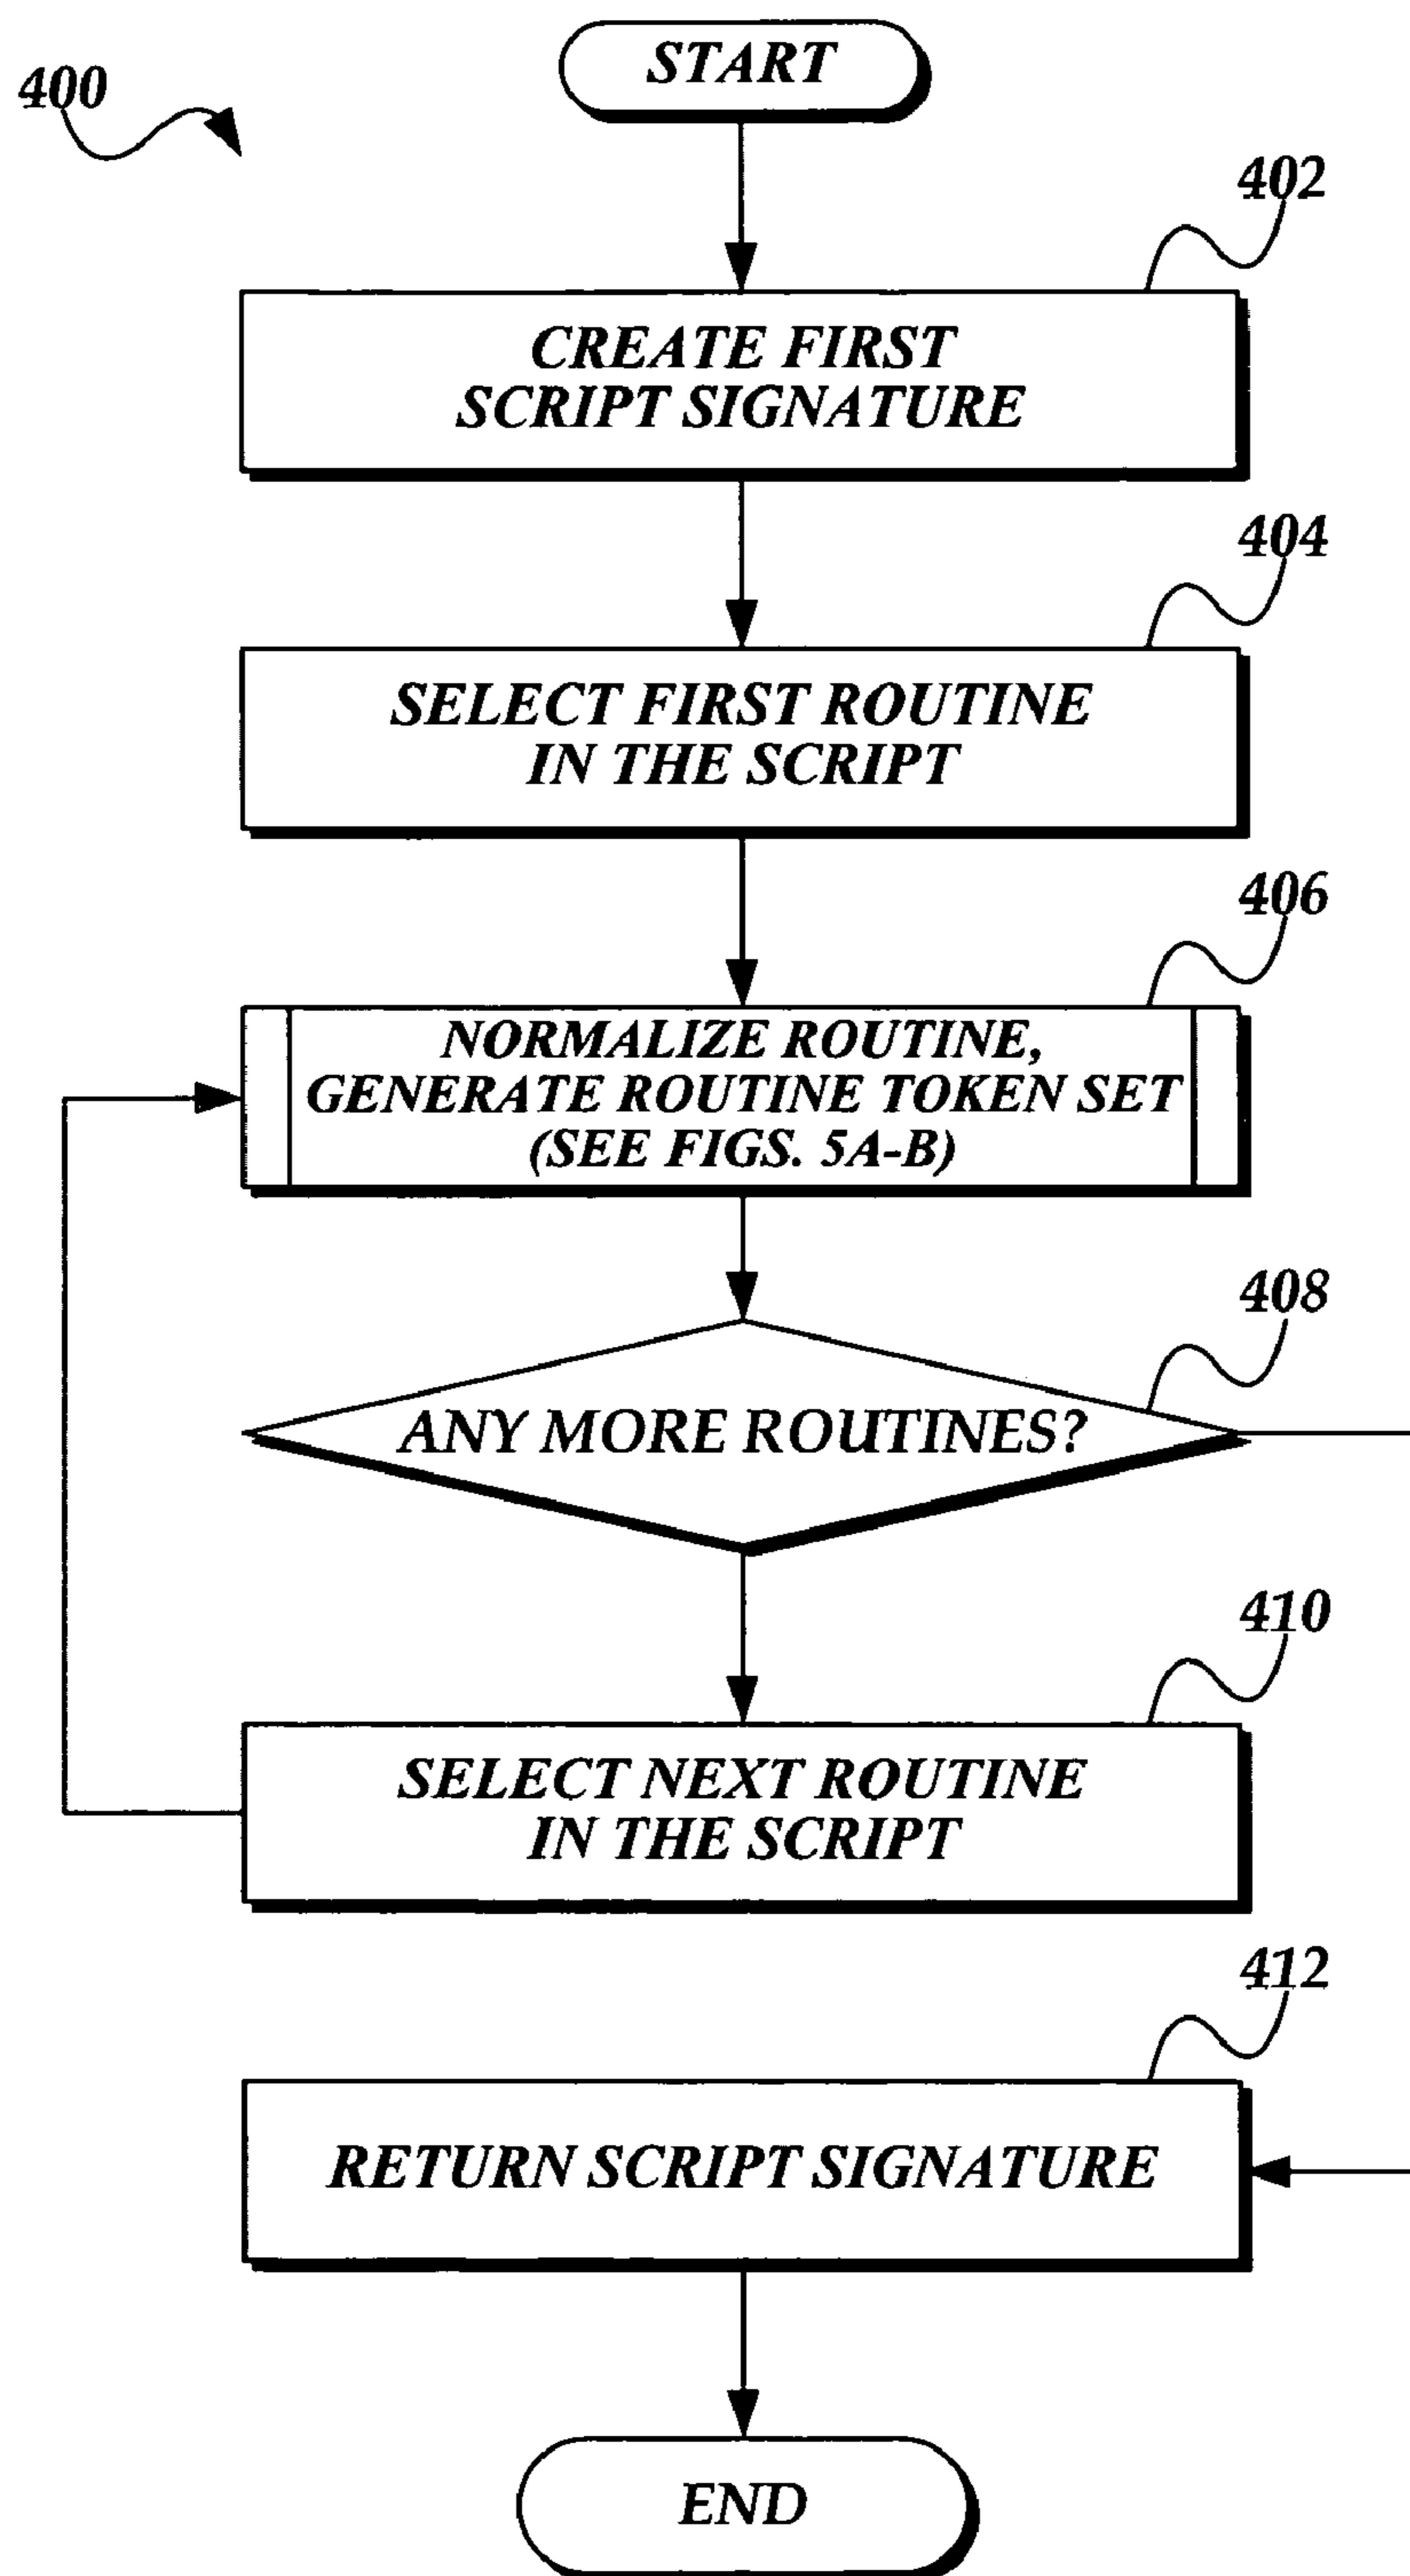 START
400
402
CREATE FIRST
SCRIPT SIGNATURE
404
SELECT FIRST ROUTINE
IN THE SCRIPT
406
NORMALIZE ROUTINE,
GENERATE ROUTINE TOKEN SET
(SEE FIGS. 5A-B)
408
ANY MORE ROUTINES?
410
SELECT NEXT ROUTINE
IN THE SCRIPT
412
RETURN SCRIPT SIGNATURE
END